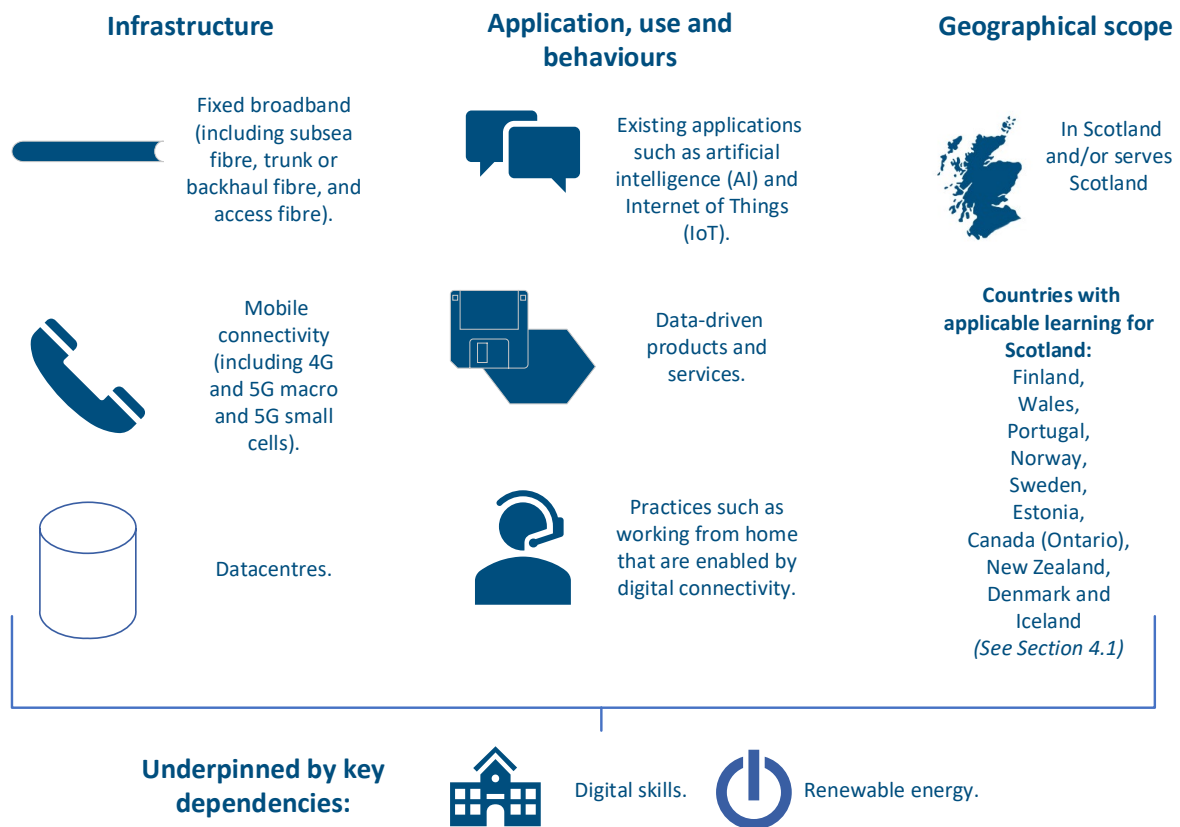 Infrastructure
Fixed broadband
(including subsea
fibre, trunk or
backhaul fibre, and
access fibre).
Mobile
connectivity
(including 4G
and 5G macro
and 5G small
cells).
Datacentres.
Application, use and
behaviours
Existing applications
such as artificial
intelligence (AI) and
Internet of Things
(IoT).
Data-driven
products and
services.
Practices such as
working from home
that are enabled by
digital connectivity.
Geographical scope
In Scotland
and/or serves
Scotland
Countries with
applicable learning for
Scotland:
Finland,
Wales,
Portugal,
Norway,
Sweden,
Estonia,
Canada (Ontario),
New Zealand,
Denmark and
Iceland
(See Section 4.1)
Underpinned by key
dependencies:
Digital skills.
Renewable energy.